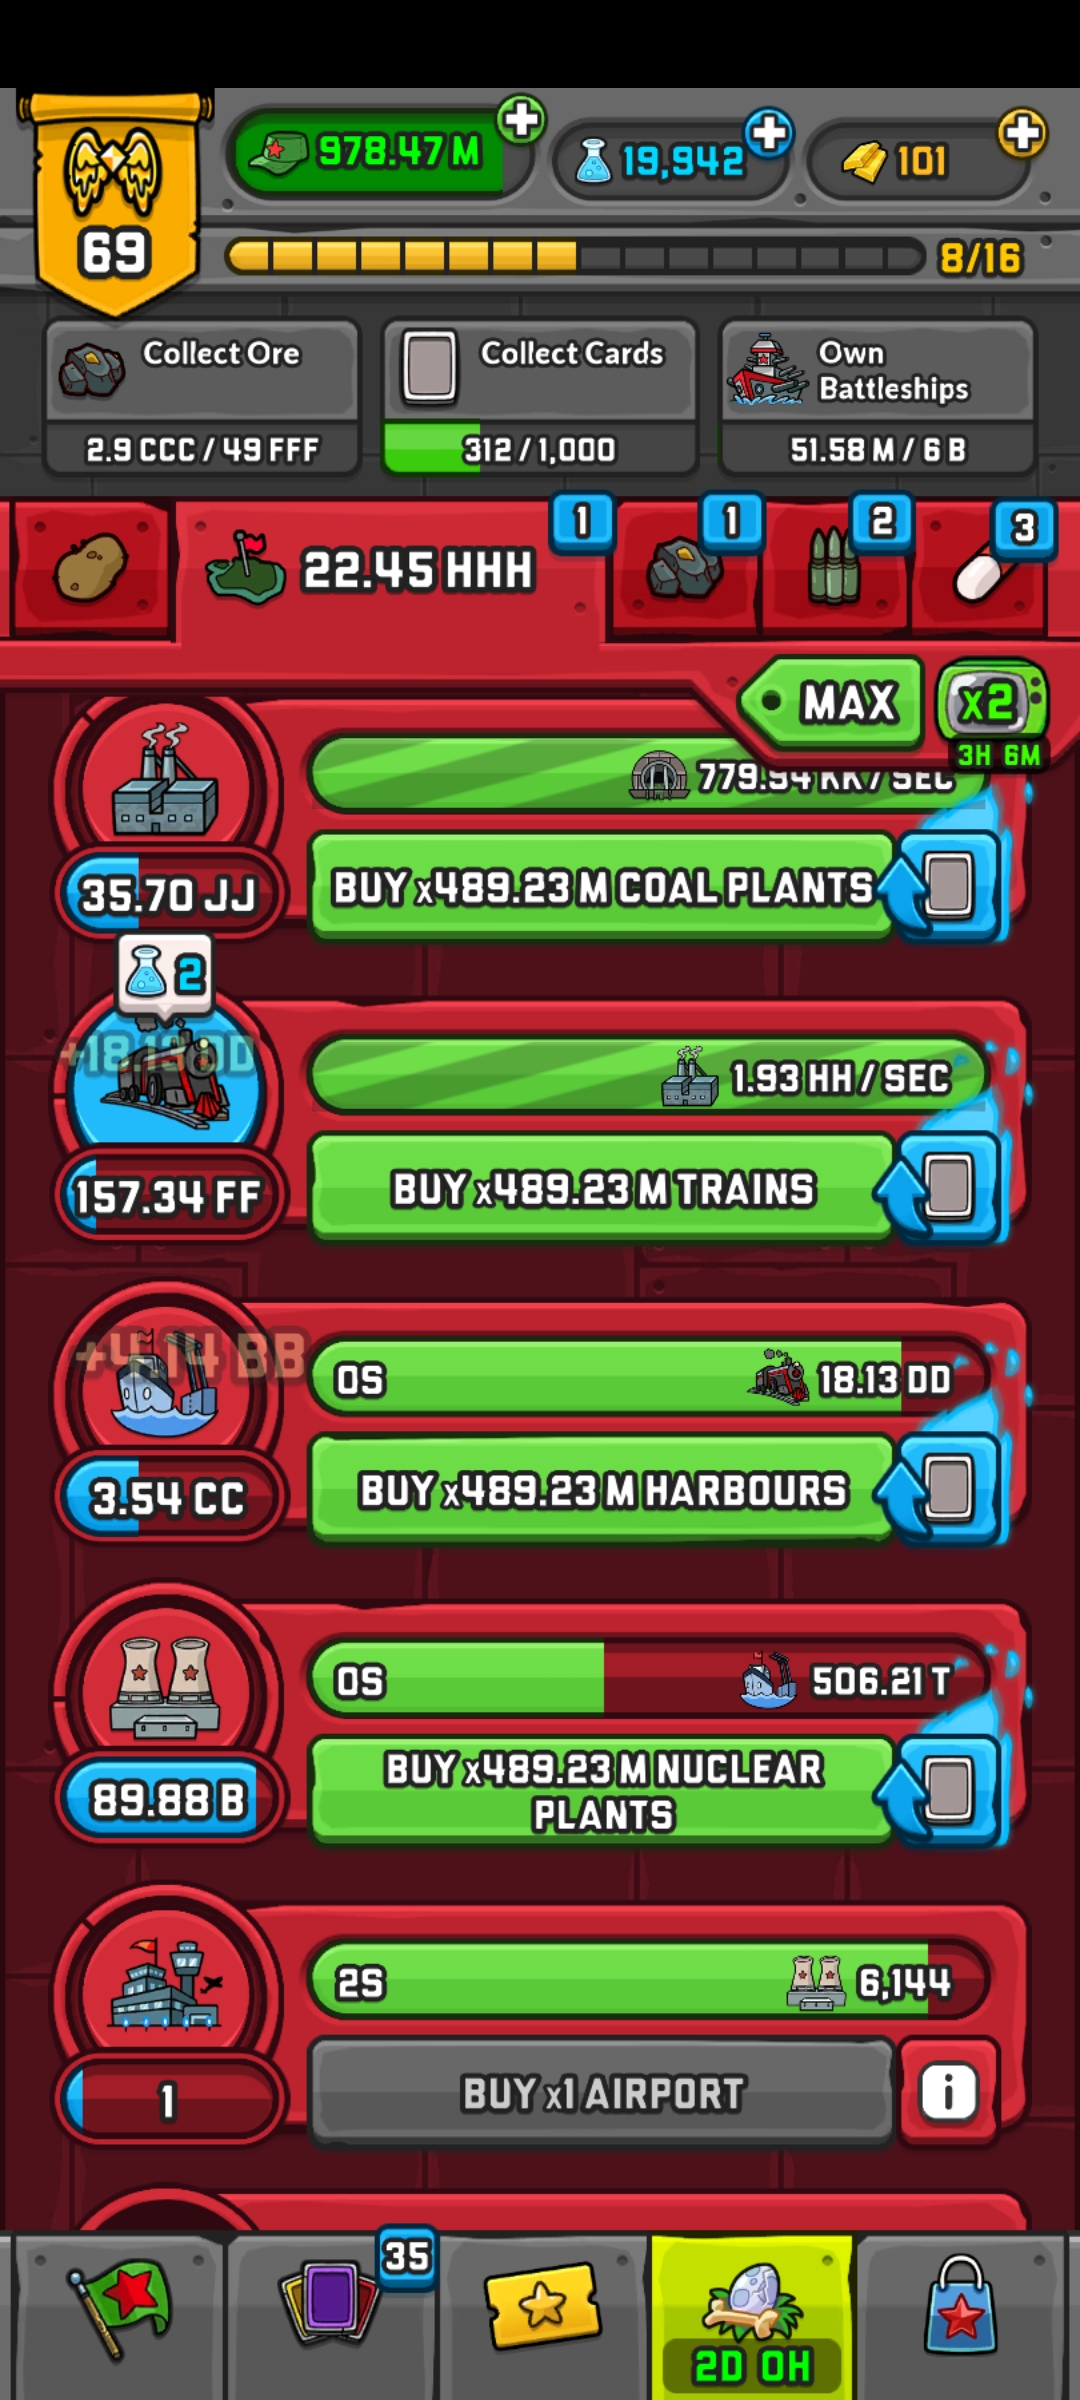 69
978.47 M
19,942
101
8/16
Collect Ore
2.9 CCC / 49 FFF
Collect Cards
312 / 1,000
Own
Battleships
51.58 M / 6 B
22.45 HHH
1
1
2
3
MAX
x2
3H 6M
779.94 KK / SEC
35.70 JJ
BUY x489.23 M COAL PLANTS
2
+18.13 DD
1.93 HH / SEC
157.34 FF
BUY x489.23 M TRAINS
+4.14 BB
0S
18.13 DD
3.54 CC
BUY x489.23 M HARBOURS
0S
506.21 T
89.88 B
BUY x489.23 M NUCLEAR
PLANTS
2S
6,144
1
BUY x1 AIRPORT
i
35
2D 0H